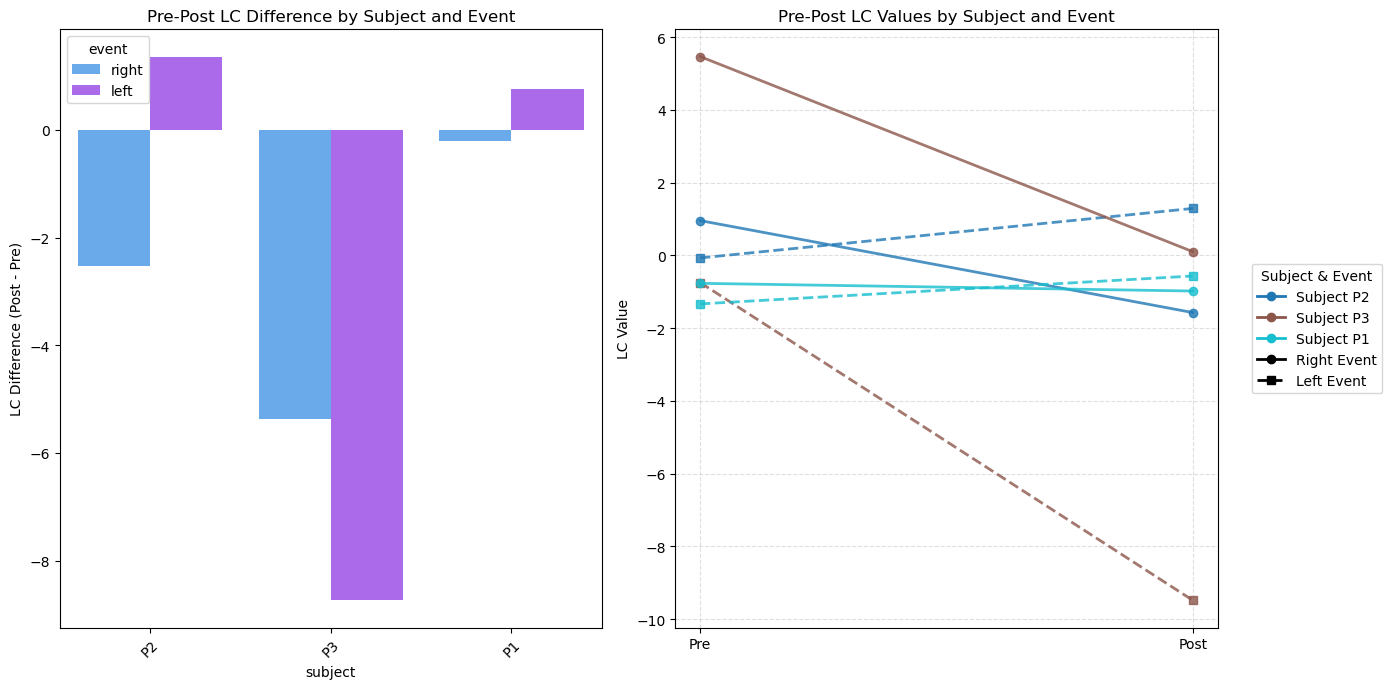 Pre-Post LC Difference by Subject and Event
event
right
left
0
−2
−4
−6
−8
LC Difference (Post - Pre)
P2
P3
P1
subject
Pre-Post LC Values by Subject and Event
6
4
2
0
−2
−4
−6
−8
−10
LC Value
Pre
Post
Subject & Event
Subject P2
Subject P3
Subject P1
Right Event
Left Event